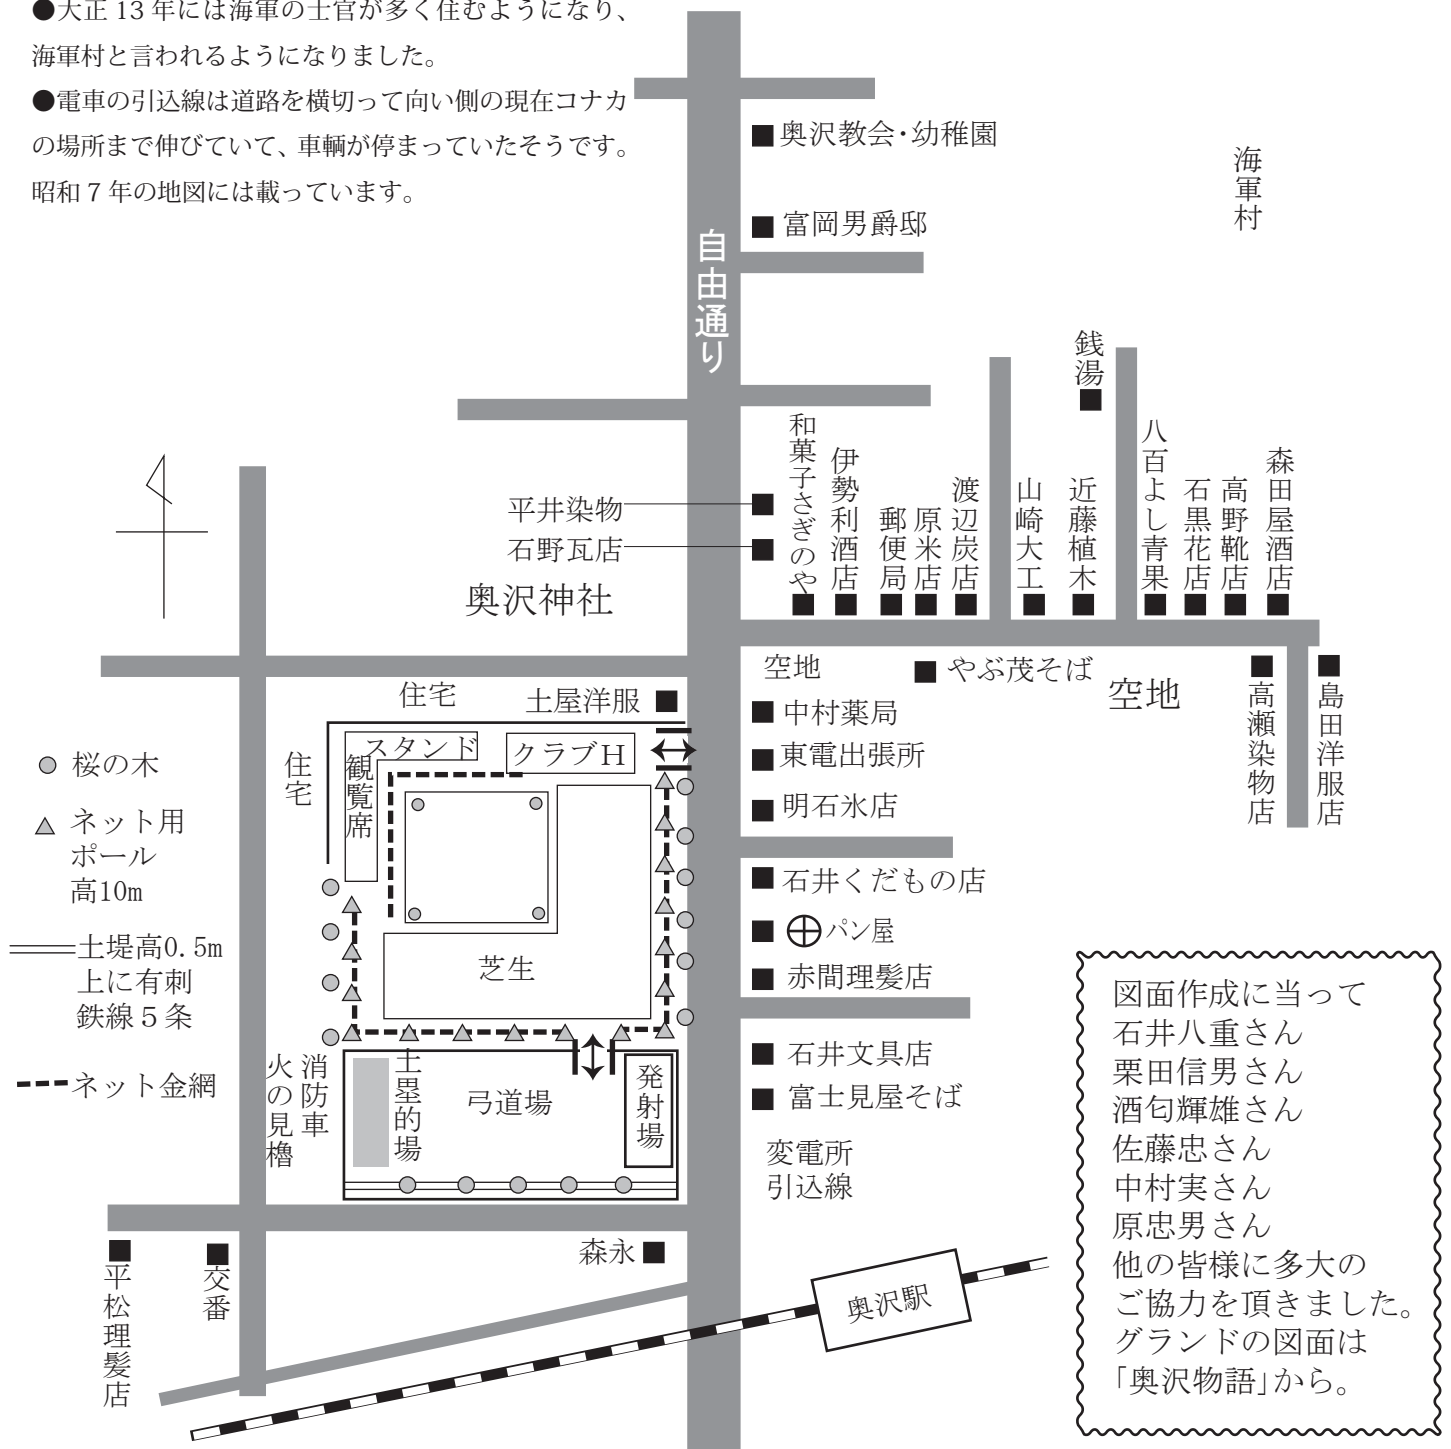 ●大正 13 年には海軍の士官が多く住むようになり、
海軍村と言われるようになりました。
●電車の引込線は道路を横切って向い側の現在コナカ
の場所まで伸びていて、車輌が停まっていたそうです。
昭和 7 年の地図には載っています。
奥沢教会・幼稚園
海軍村
富岡男爵邸
自由通り
銭湯
和菓子さぎのや
伊勢利酒店
郵便局
原米店
渡辺炭店
山崎大工
近藤植木
八百よし青果
石黒花店
高野靴店
森田屋酒店
平井染物
石野瓦店
奥沢神社
空地
やぶ茂そば
空地
高瀬染物店
島田洋服店
住宅
土屋洋服
中村薬局
東電出張所
明石氷店
住宅
スタンド
観覧席
クラブH
桜の木
ネット用
ポール
高10m
土堤高0.5m
上に有刺
鉄線5条
ネット金網
芝生
石井くだもの店
パン屋
赤間理髪店
石井文具店
富士見屋そば
変電所
引込線
消防車
火の見櫓
土塁的場
弓道場
発射場
森永
平松理髪店
交番
奥沢駅
図面作成に当って
石井八重さん
栗田信男さん
酒匂輝雄さん
佐藤忠さん
中村実さん
原忠男さん
他の皆様に多大の
ご協力を頂きました。
グランドの図面は
「奥沢物語」から。